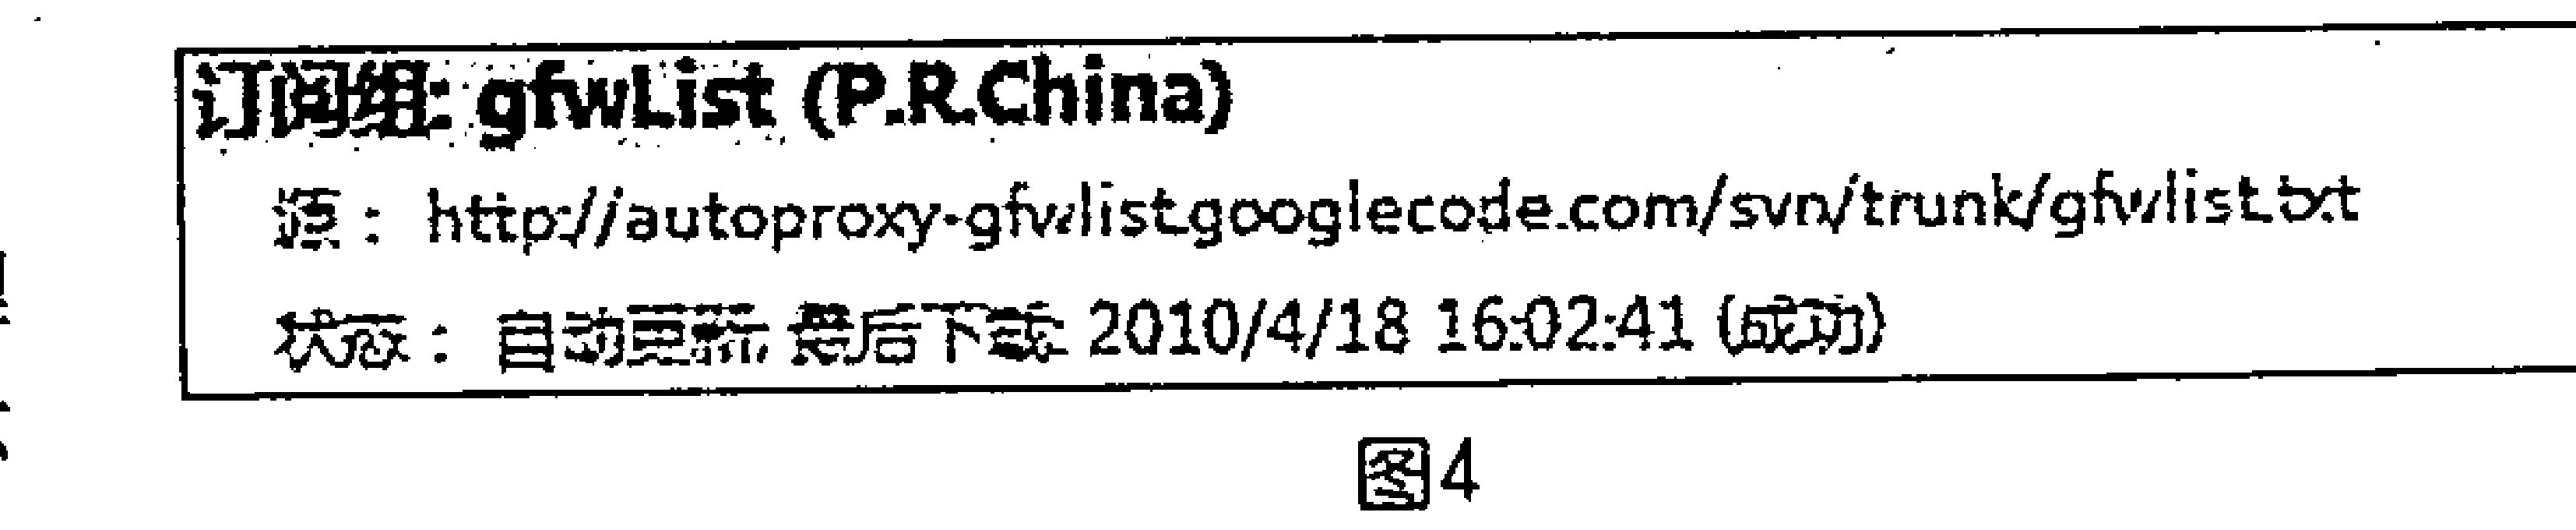 订阅组: gfwList (P.R.China)
源： http://autoproxy-gfwlist.googlecode.com/svn/trunk/gfwlist.txt
状态： 自动更新 最后下载 2010/4/18 16:02:41 (成功)
图4